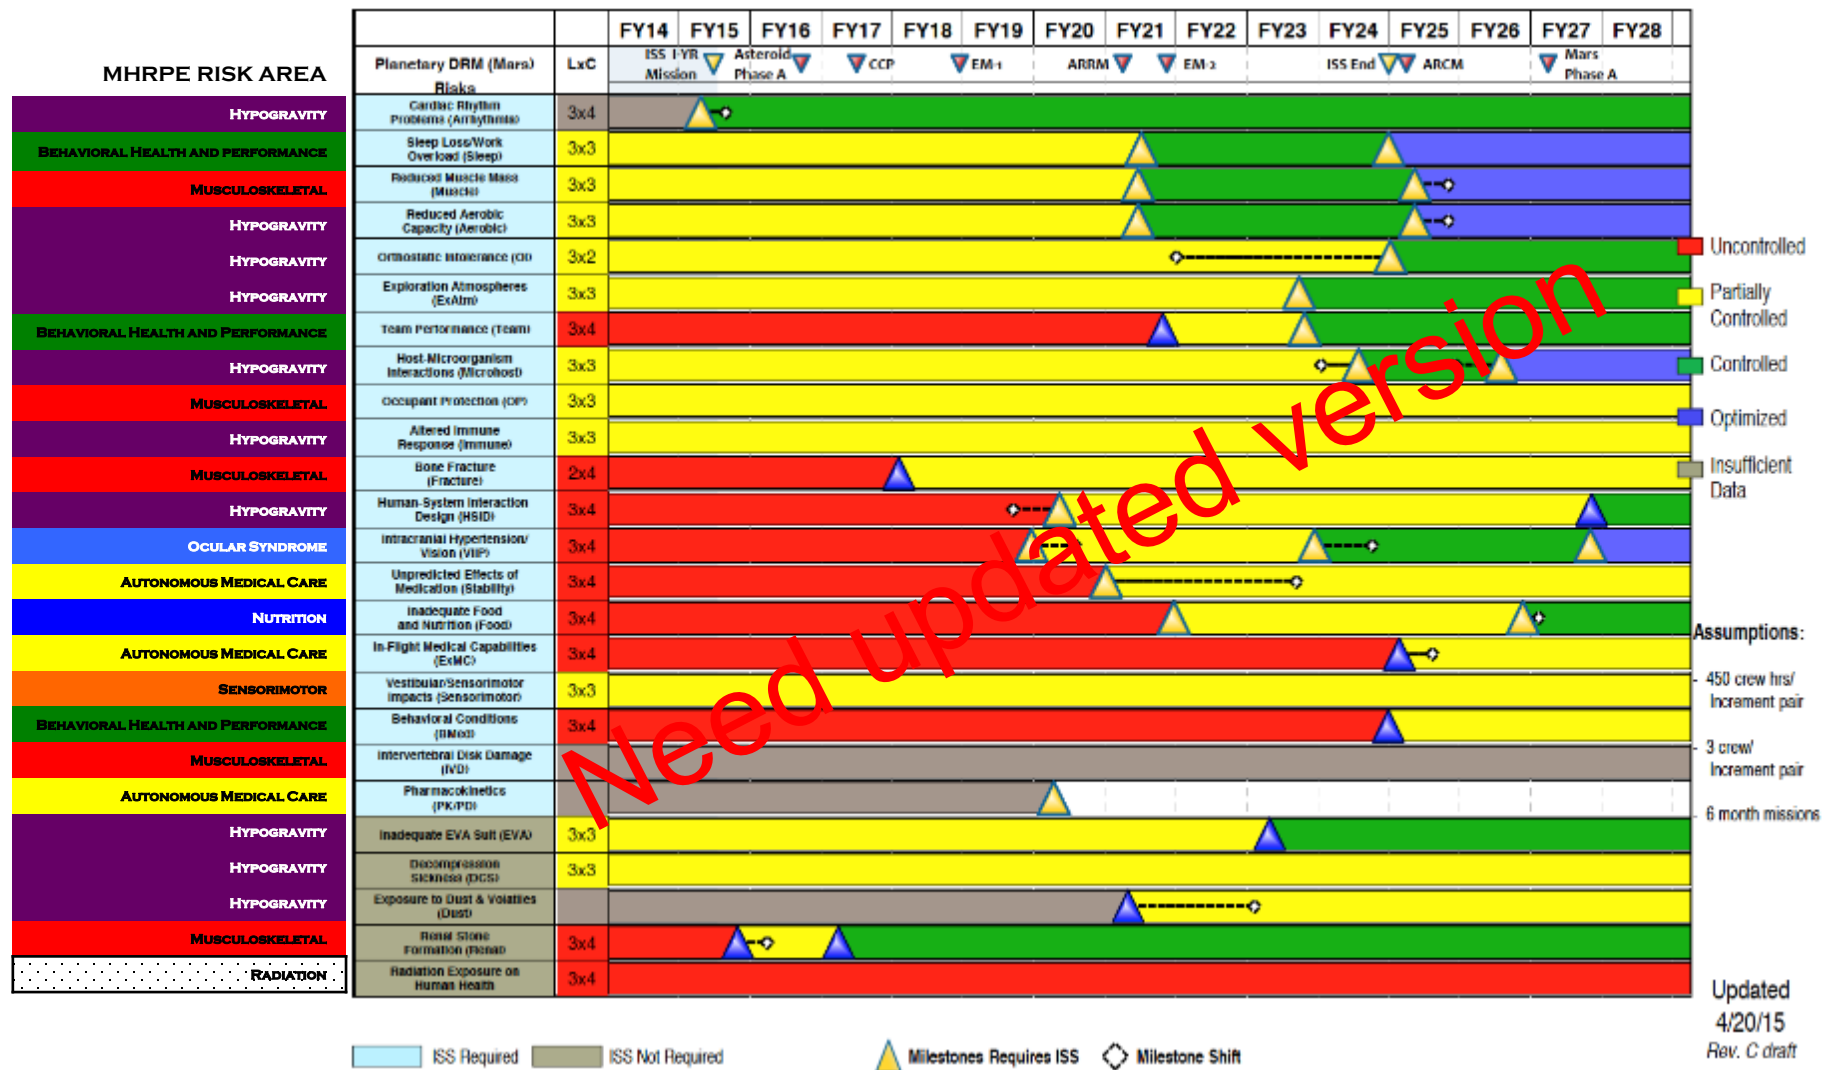 FY14 FY15 FY16 FY17 FY18 FY19 FY20 FY21 FY22 FY23 FY24 FY25 FY26 FY27 FY28
MHRPE RISK AREA
Planetary DRM (Mars)
Risks
LxC
ISS 1-YR
Mission
Asteroid
Phase A
CCP
EM-1
ARRM
EM-2
ISS End
ARCM
Mars
Phase A
HYPOGRAVITY
Cardiac Rhythm
Problems (Arrhythmia)
3x4
BEHAVIORAL HEALTH AND PERFORMANCE
Sleep Loss/Work
Overload (Sleep)
3x3
MUSCULOSKELETAL
Reduced Muscle Mass
(Muscle)
3x3
HYPOGRAVITY
Reduced Aerobic
Capacity (Aerobic)
3x3
HYPOGRAVITY
Orthostatic Intolerance (OI)
3x2
HYPOGRAVITY
Exploration Atmospheres
(ExAtm)
3x3
BEHAVIORAL HEALTH AND PERFORMANCE
Team Performance (Team)
3x4
HYPOGRAVITY
Host-Microorganism
Interactions (Microhost)
3x3
MUSCULOSKELETAL
Occupant Protection (OP)
3x3
HYPOGRAVITY
Altered Immune
Response (Immune)
3x3
MUSCULOSKELETAL
Bone Fracture
(Fracture)
2x4
HYPOGRAVITY
Human-System Interaction
Design (HSID)
3x4
OCULAR SYNDROME
Intracranial Hypertension/
Vision (VIIP)
3x4
AUTONOMOUS MEDICAL CARE
Unpredicted Effects of
Medication (Stability)
3x4
NUTRITION
Inadequate Food
and Nutrition (Food)
3x4
AUTONOMOUS MEDICAL CARE
In-Flight Medical Capabilities
(ExMC)
3x4
SENSORIMOTOR
Vestibular/Sensorimotor
Impacts (Sensorimotor)
3x3
BEHAVIORAL HEALTH AND PERFORMANCE
Behavioral Conditions
(BMed)
3x4
MUSCULOSKELETAL
Intervertebral Disk Damage
(IVD)
AUTONOMOUS MEDICAL CARE
Pharmacokinetics
(PK/PD)
HYPOGRAVITY
Inadequate EVA Suit (EVA)
3x3
HYPOGRAVITY
Decompression
Sickness (DCS)
3x3
HYPOGRAVITY
Exposure to Dust & Volatiles
(Dust)
MUSCULOSKELETAL
Renal Stone
Formation (Renal)
3x4
RADIATION
Radiation Exposure on
Human Health
3x4
Need updated version
Uncontrolled
Partially
Controlled
Controlled
Optimized
Insufficient
Data
Assumptions:
- 450 crew hrs/
Increment pair
- 3 crew/
Increment pair
- 6 month missions
Updated
4/20/15
Rev. C draft
ISS Required
ISS Not Required
Milestones Requires ISS
Milestone Shift